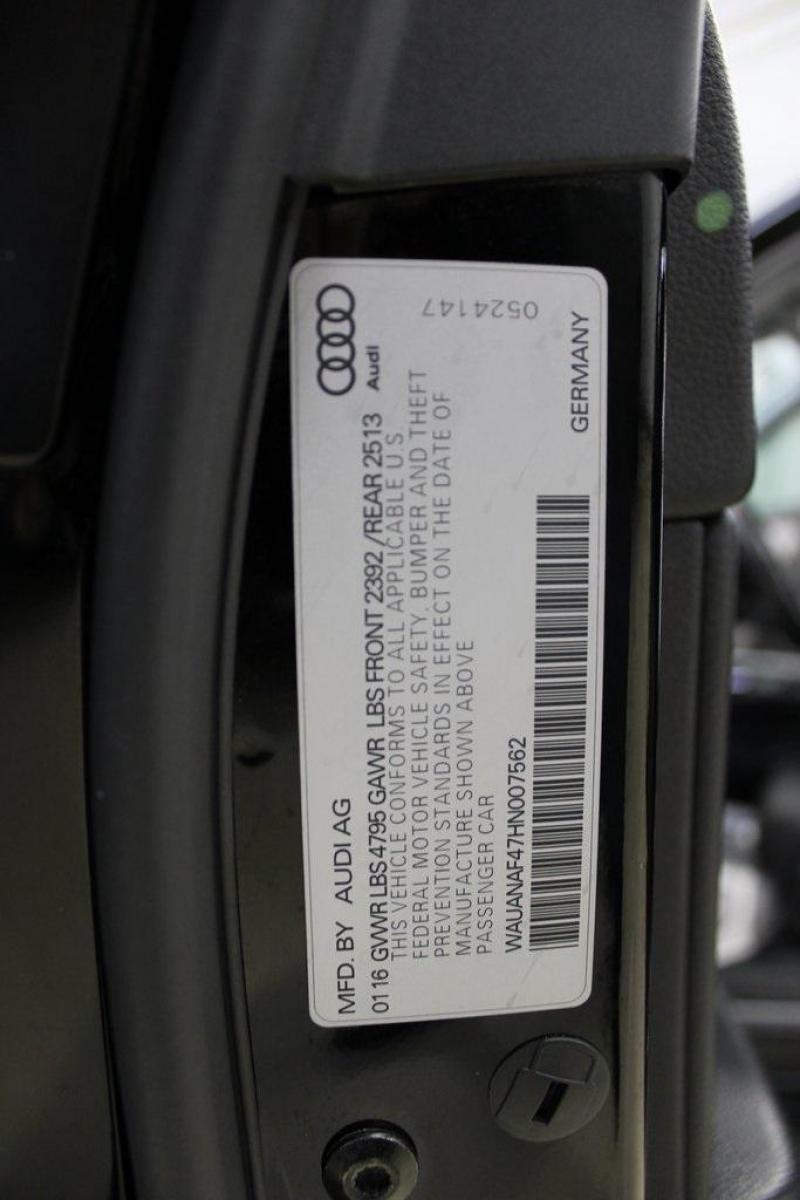 MFD. BY AUDI AG
Audi
01 16 GVWR LBS 4795 GAWR LBS FRONT 2392 /REAR 2513
THIS VEHICLE CONFORMS TO ALL APPLICABLE U S
FEDERAL MOTOR VEHICLE SAFETY, BUMPER AND THEFT
PREVENTION STANDARDS IN EFFECT ON THE DATE OF
MANUFACTURE SHOWN ABOVE
PASSENGER CAR
WAUANAF47HN007562
GERMANY
0524147